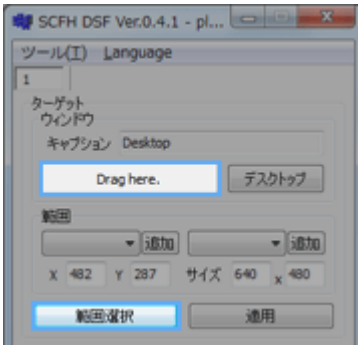 SCFH DSF Ver.0.4.1 - pl...
ツール(T) Language
1
ターゲット
ウィンドウ
キャプション Desktop
Drag here. デスクトップ
範囲
追加 追加
X 482 Y 287 サイズ 640 x 480
範囲選択 適用